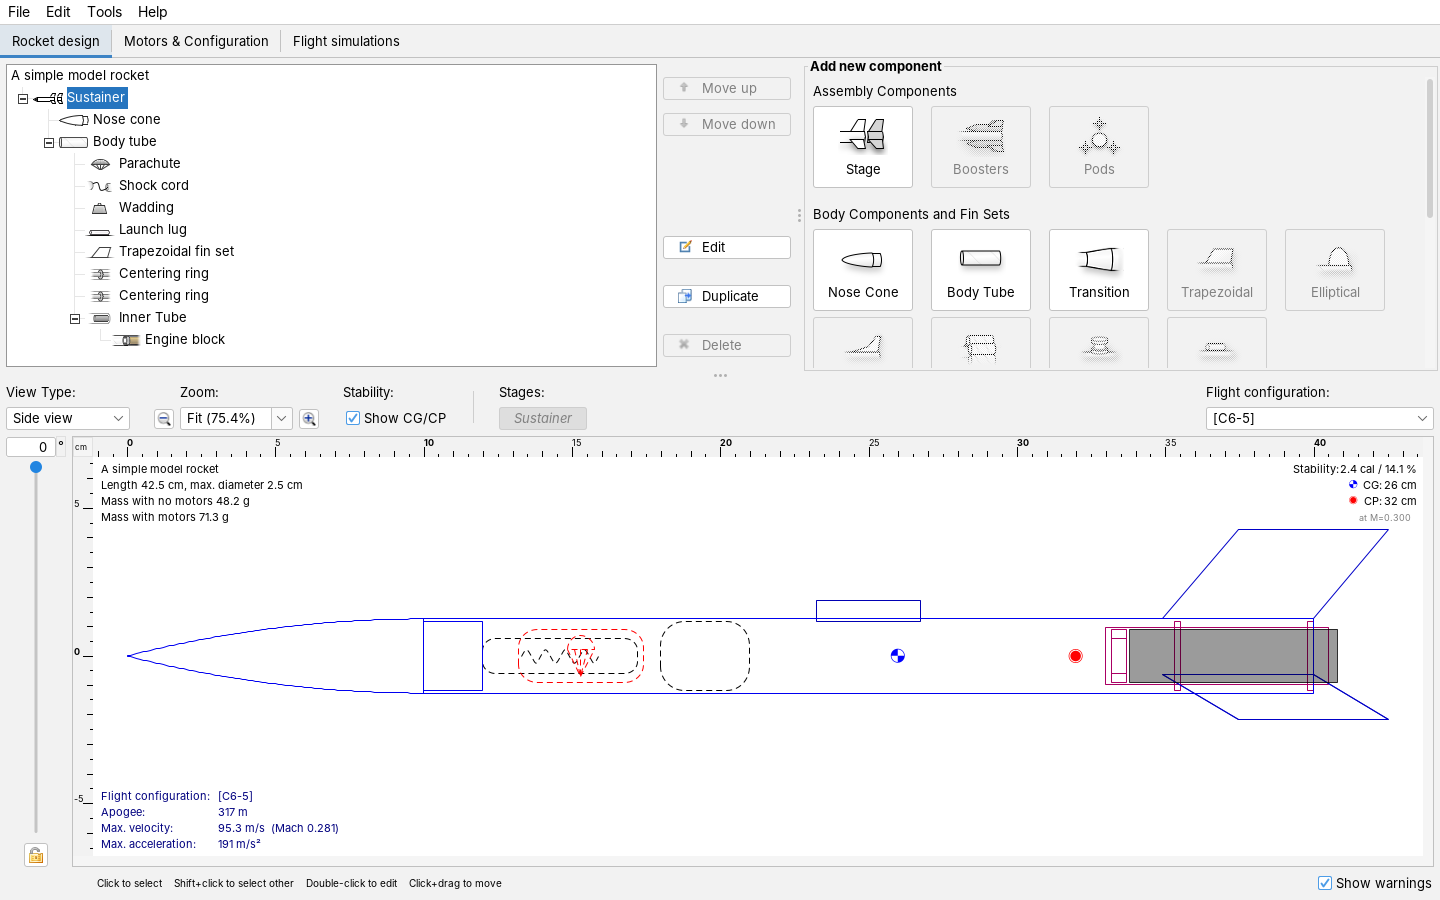 File Edit Tools Help
Rocket design Motors & Configuration Flight simulations
A simple model rocket
Sustainer
Nose cone
Body tube
Parachute
Shock cord
Wadding
Launch lug
Trapezoidal fin set
Centering ring
Centering ring
Inner Tube
Engine block
Move up
Move down
Edit
Duplicate
Delete
Add new component
Assembly Components
Stage Boosters Pods
Body Components and Fin Sets
Nose Cone Body Tube Transition Trapezoidal Elliptical
View Type: Zoom: Stability: Stages: Flight configuration:
Side view Fit (75.4%) Show CG/CP Sustainer [C6-5]
0 °
cm 0 5 10 15 20 25 30 35 40
5
0
-5
A simple model rocket
Length 42.5 cm, max. diameter 2.5 cm
Mass with no motors 48.2 g
Mass with motors 71.3 g
Stability: 2.4 cal / 14.1 %
CG: 26 cm
CP: 32 cm
at M=0.300
Flight configuration: [C6-5]
Apogee: 317 m
Max. velocity: 95.3 m/s (Mach 0.281)
Max. acceleration: 191 m/s²
Click to select Shift+click to select other Double-click to edit Click+drag to move
Show warnings